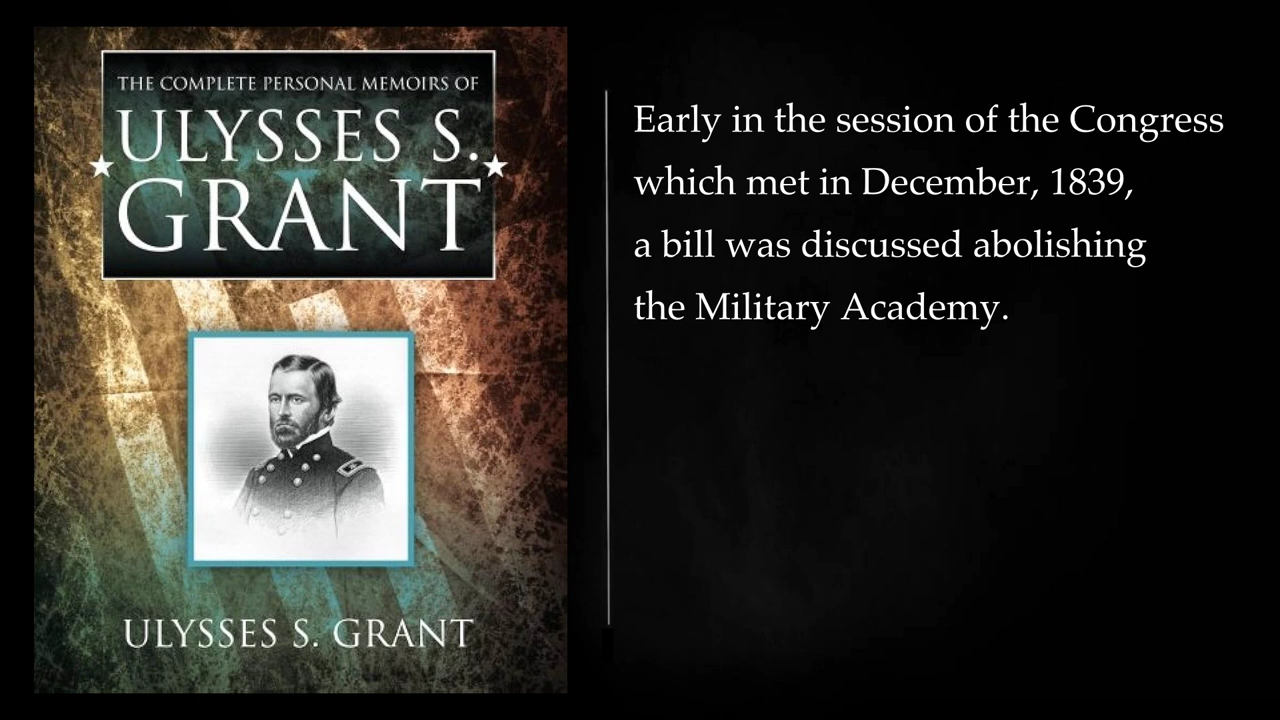 THE COMPLETE PERSONAL MEMOIRS OF
ULYSSES S.
GRANT
ULYSSES S. GRANT
Early in the session of the Congress
which met in December, 1839,
a bill was discussed abolishing
the Military Academy.